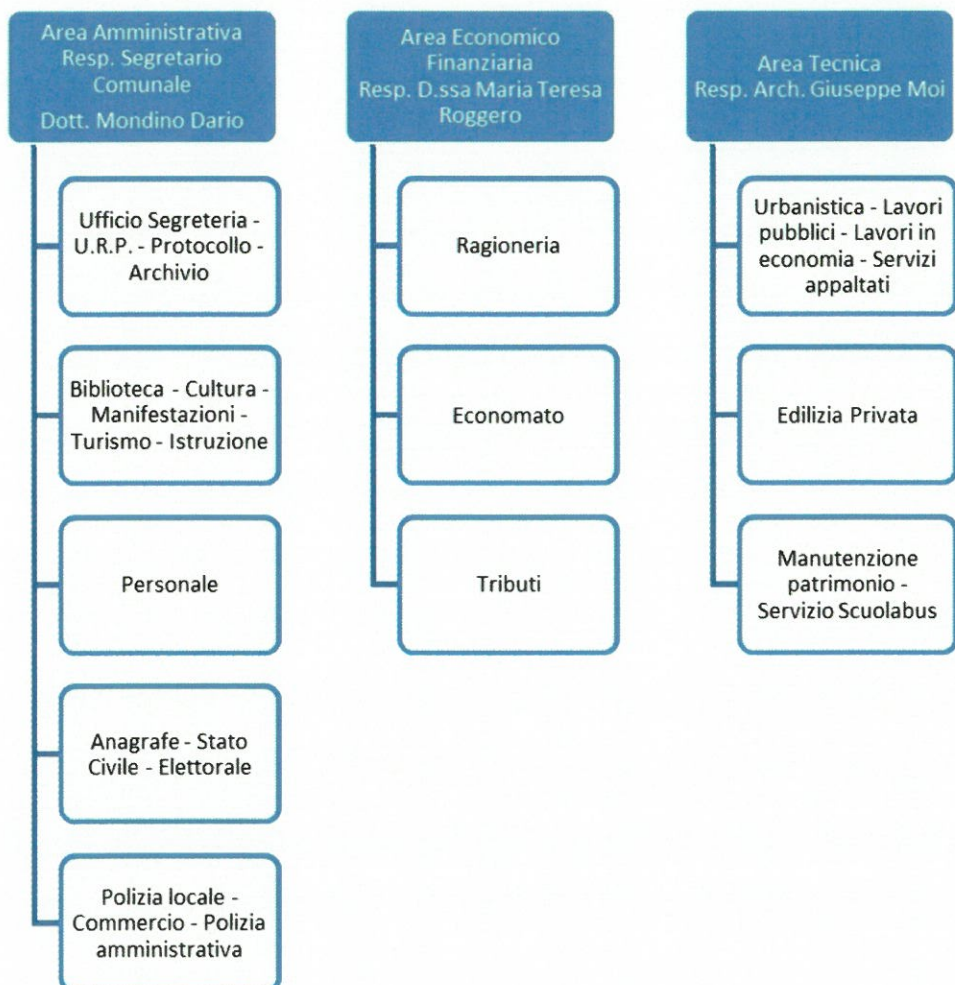 Area Amministrativa
Resp. Segretario
Comunale
Dott. Mondino Dario
Ufficio Segreteria -
U.R.P. - Protocollo -
Archivio
Biblioteca - Cultura -
Manifestazioni -
Turismo - Istruzione
Personale
Anagrafe - Stato
Civile - Elettorale
Polizia locale -
Commercio - Polizia
amministrativa
Area Economico
Finanziaria
Resp. D.ssa Maria Teresa
Roggero
Ragioneria
Economato
Tributi
Area Tecnica
Resp. Arch. Giuseppe Moi
Urbanistica - Lavori
pubblici - Lavori in
economia - Servizi
appaltati
Edilizia Privata
Manutenzione
patrimonio -
Servizio Scuolabus